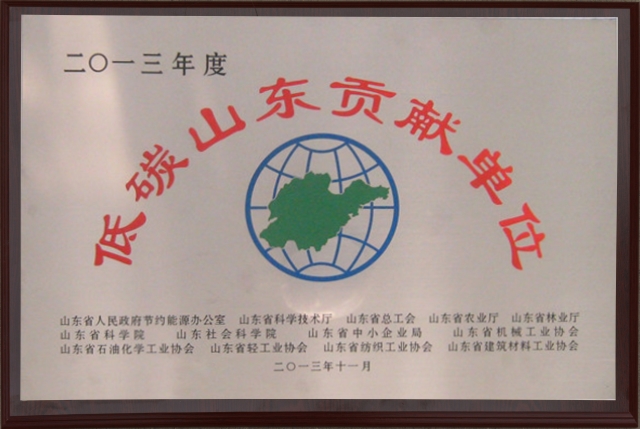 二〇一三年度
低碳山东贡献单位
山东省人民政府节约能源办公室 山东省科学技术厅 山东省总工会 山东省农业厅 山东省林业厅
山东省科学院 山东社会科学院 山东省中小企业局 山东省机械工业协会
山东省石油化学工业协会 山东省轻工业协会 山东省纺织工业协会 山东省建筑材料工业协会
二〇一三年十一月